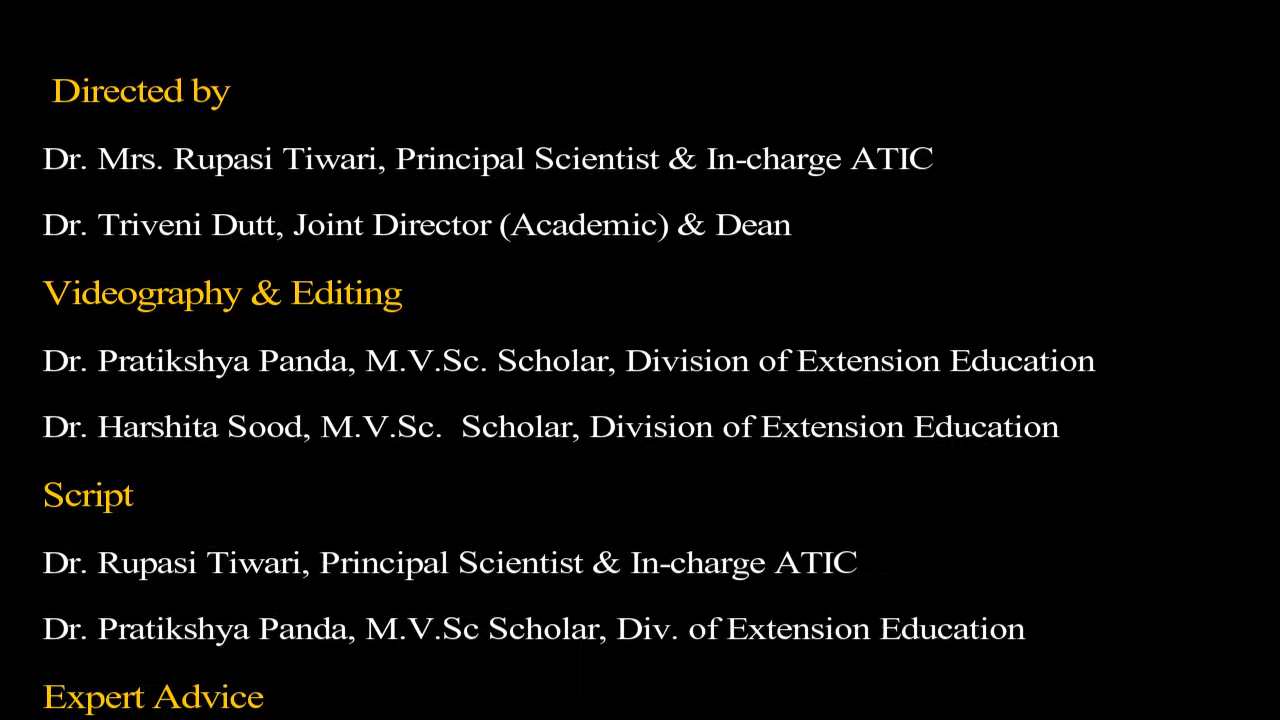 Directed by
Dr. Mrs. Rupasi Tiwari, Principal Scientist & In-charge ATIC
Dr. Triveni Dutt, Joint Director (Academic) & Dean
Videography & Editing
Dr. Pratikshya Panda, M.V.Sc. Scholar, Division of Extension Education
Dr. Harshita Sood, M.V.Sc.  Scholar, Division of Extension Education
Script
Dr. Rupasi Tiwari, Principal Scientist & In-charge ATIC
Dr. Pratikshya Panda, M.V.Sc Scholar, Div. of Extension Education
Expert Advice